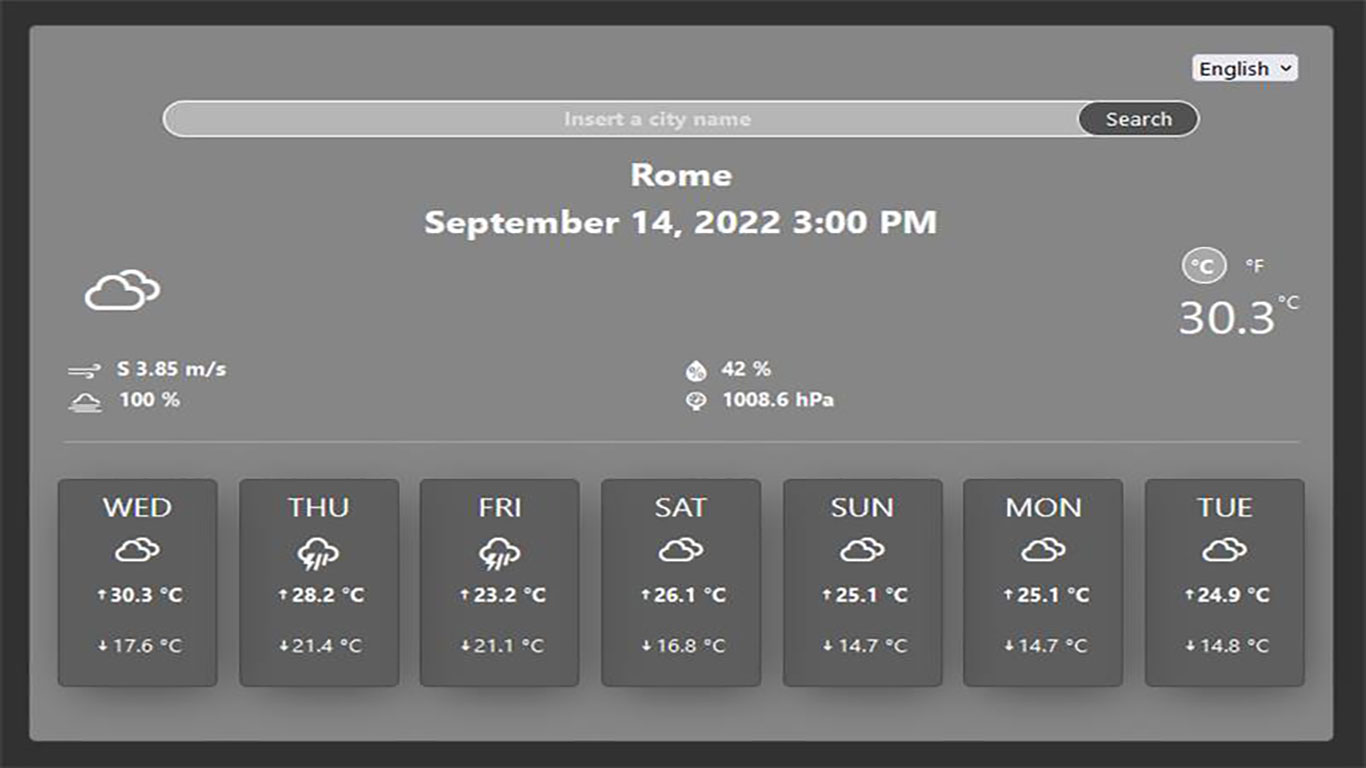 English
Insert a city name Search
Rome
September 14, 2022 3:00 PM
°C °F
30.3 °C
S 3.85 m/s 42 %
100 % 1008.6 hPa
WED THU FRI SAT SUN MON TUE
↑30.3 °C ↑28.2 °C ↑23.2 °C ↑26.1 °C ↑25.1 °C ↑25.1 °C ↑24.9 °C
↓17.6 °C ↓21.4 °C ↓21.1 °C ↓16.8 °C ↓14.7 °C ↓14.7 °C ↓14.8 °C